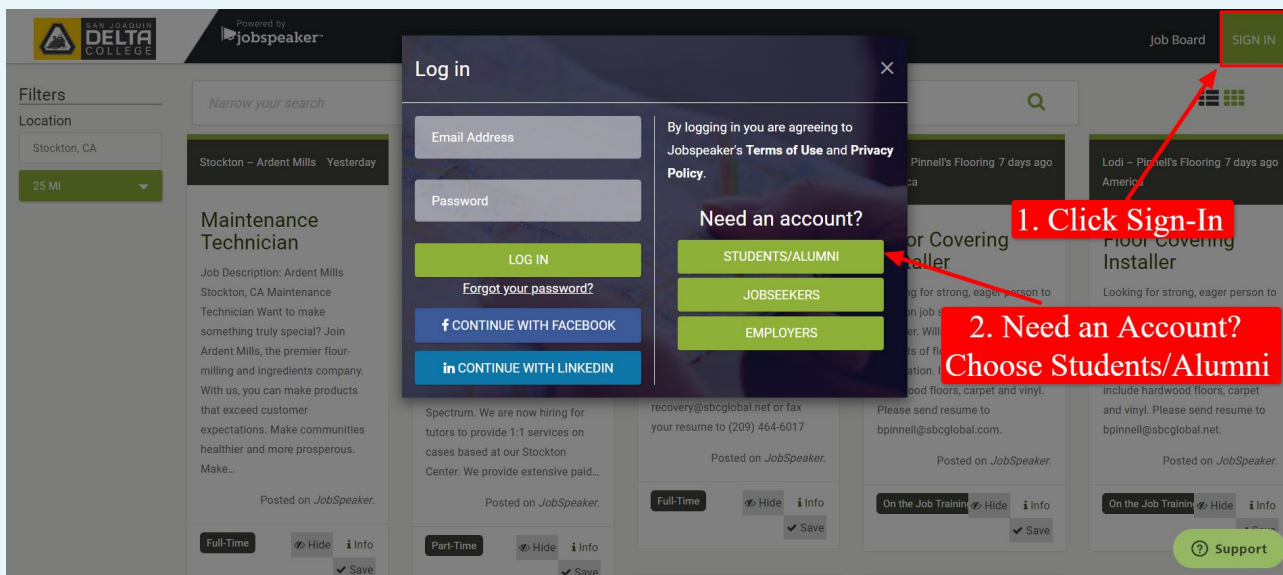 SAN JOAQUIN
DELTA
COLLEGE
Powered by
jobspeaker
Job Board
SIGN IN
Filters
Location
Stockton, CA
25 MI
Narrow your search
Stockton – Ardent Mills Yesterday
Maintenance
Technician
Job Description: Ardent Mills
Stockton, CA Maintenance
Technician Want to make
something truly special? Join
Ardent Mills, the premier flour-
milling and ingredients company.
With us, you can make products
that exceed customer
expectations. Make communities
healthier and more prosperous.
Make...
Posted on JobSpeaker.
Full-Time
Hide
Info
Save
Log in
×
Email Address
Password
LOG IN
Forgot your password?
CONTINUE WITH FACEBOOK
CONTINUE WITH LINKEDIN
By logging in you are agreeing to
Jobspeaker's Terms of Use and Privacy
Policy.
Need an account?
STUDENTS/ALUMNI
JOBSEEKERS
EMPLOYERS
Spectrum. We are now hiring for
tutors to provide 1:1 services on
cases based at our Stockton
Center. We provide extensive paid...
Posted on JobSpeaker.
Part-Time
Hide
Info
Save
recovery@sbcglobal.net or fax
your resume to (209) 464-6017
Posted on JobSpeaker.
Full-Time
Hide
Info
Save
Pinnell's Flooring 7 days ago
or Covering
person to
carpet and vinyl.
Please send resume to
bpinnell@sbcglobal.com.
Posted on JobSpeaker.
On the Job Training
Hide
Info
Save
Lodi – Pinnell's Flooring 7 days ago
America
Floor Covering
Installer
Looking for strong, eager person to
include hardwood floors, carpet
and vinyl. Please send resume to
bpinnell@sbcglobal.net.
Posted on JobSpeaker.
On the Job Training
Hide
Info
1. Click Sign-In
2. Need an Account?
Choose Students/Alumni
Support